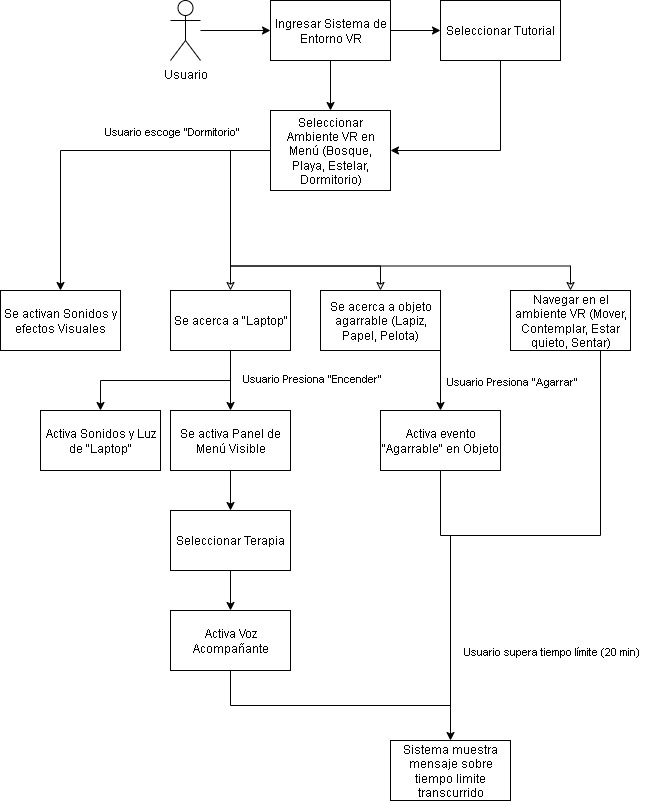 Usuario
Ingresar Sistema de
Entorno VR
Seleccionar Tutorial
Seleccionar
Ambiente VR en
Menú (Bosque,
Playa, Estelar,
Dormitorio)
Usuario escoge "Dormitorio"
Se activan Sonidos y
efectos Visuales
Se acerca a "Laptop"
Se acerca a objeto
agarrable (Lapiz,
Papel, Pelota)
Navegar en el
ambiente VR (Mover,
Contemplar, Estar
quieto, Sentar)
Usuario Presiona "Encender"
Usuario Presiona "Agarrar"
Activa Sonidos y Luz
de "Laptop"
Se activa Panel de
Menú Visible
Activa evento
"Agarrable" en Objeto
Seleccionar Terapia
Activa Voz
Acompañante
Usuario supera tiempo límite (20 min)
Sistema muestra
mensaje sobre
tiempo limite
transcurrido